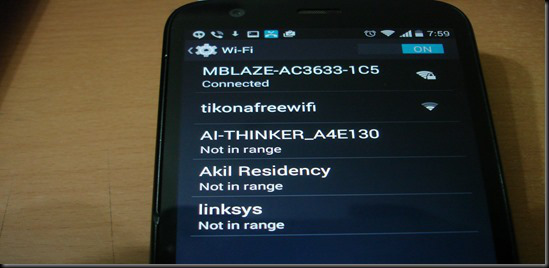 7:59
Wi-Fi
ON
MBLAZE-AC3633-1C5
Connected
tikonafreewifi
AI-THINKER_A4E130
Not in range
Akil Residency
Not in range
linksys
Not in range